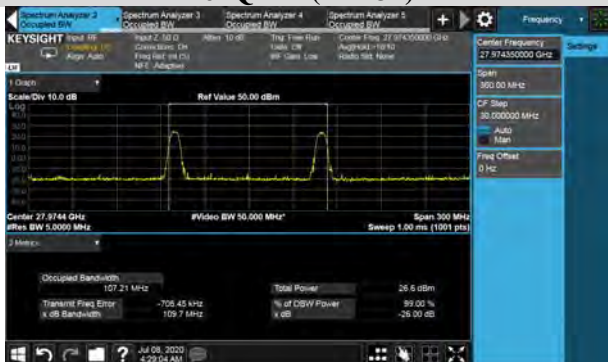 Spectrum Analyzer 2
Occupied BW
Spectrum Analyzer 3
Occupied BW
Spectrum Analyzer 4
Occupied BW
Spectrum Analyzer 5
Occupied BW
Frequency
KEYSIGHT Input: RF
Align: Auto
Input Z: 50 Ω
Corrections: Off
Freq Ref: Int (S)
NFE: Adaptive
Atten: 10 dB
Trig: Free Run
Gate: Off
#IF Gain: Low
Center Freq: 27.974350000 GHz
Avg|Hold:>10/10
Radio Std: None
Center Frequency
27.974350000 GHz
Settings
Span
300.00 MHz
CF Step
30.000000 MHz
Auto
Man
Freq Offset
0 Hz
1 Graph
Scale/Div 10.0 dB
Ref Value 50.00 dBm
Log
Center 27.9744 GHz
#Video BW 50.000 MHz*
Span 300 MHz
#Res BW 5.0000 MHz
Sweep 1.00 ms (1001 pts)
2 Metrics
Occupied Bandwidth
107.21 MHz
Total Power
26.6 dBm
Transmit Freq Error
-705.45 kHz
% of OBW Power
99.00 %
x dB Bandwidth
109.7 MHz
x dB
-26.00 dB
Jul 08, 2020
4:29:04 AM